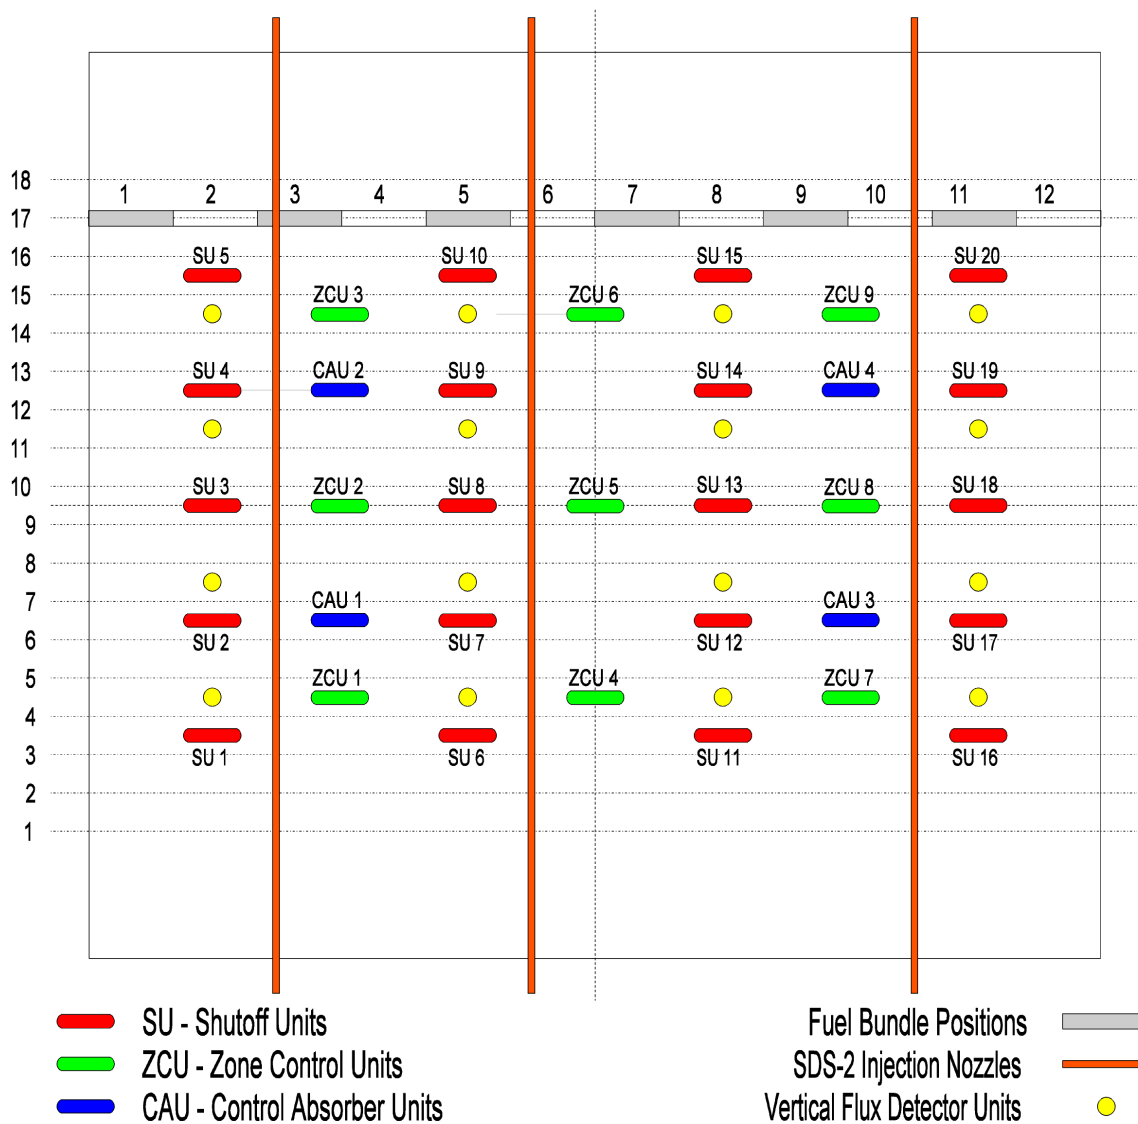 18
1 2 3 4 5 6 7 8 9 10 11 12
17
16 SU 5 SU 10 SU 15 SU 20
15 ZCU 3 ZCU 6 ZCU 9
14
13 SU 4 CAU 2 SU 9 SU 14 CAU 4 SU 19
12
11
10 SU 3 ZCU 2 SU 8 ZCU 5 SU 13 ZCU 8 SU 18
9
8
7 CAU 1 CAU 3
6 SU 2 SU 7 SU 12 SU 17
5 ZCU 1 ZCU 4 ZCU 7
4
3 SU 1 SU 6 SU 11 SU 16
2
1
SU - Shutoff Units
ZCU - Zone Control Units
CAU - Control Absorber Units
Fuel Bundle Positions
SDS-2 Injection Nozzles
Vertical Flux Detector Units